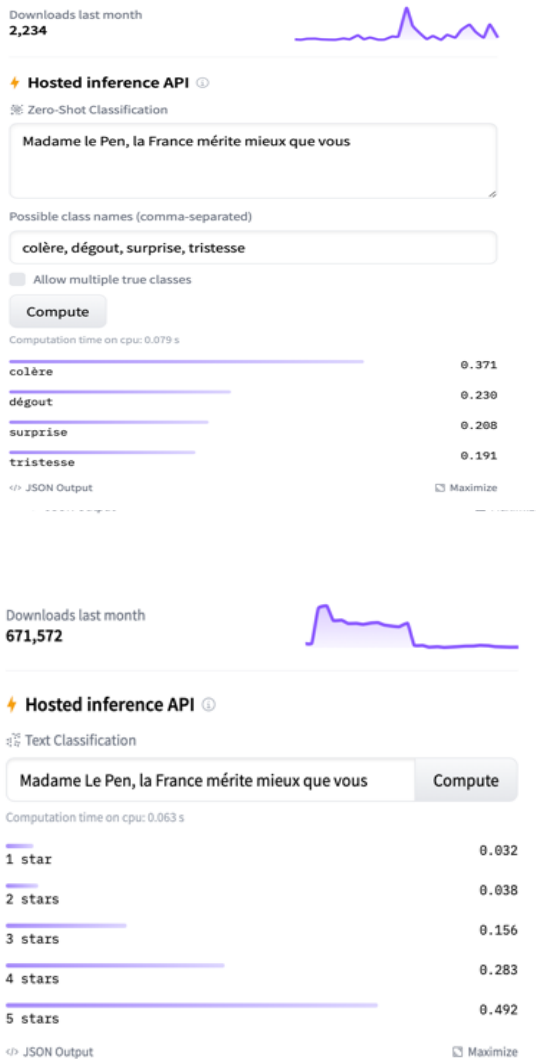 Downloads last month
2,234
Hosted inference API
Zero-Shot Classification
Madame le Pen, la France mérite mieux que vous
Possible class names (comma-separated)
colère, dégout, surprise, tristesse
Allow multiple true classes
Compute
Computation time on cpu: 0.079 s
colère 0.371
dégout 0.230
surprise 0.208
tristesse 0.191
</> JSON Output Maximize
Downloads last month
671,572
Hosted inference API
Text Classification
Madame Le Pen, la France mérite mieux que vous Compute
Computation time on cpu: 0.063 s
1 star 0.032
2 stars 0.038
3 stars 0.156
4 stars 0.283
5 stars 0.492
</> JSON Output Maximize